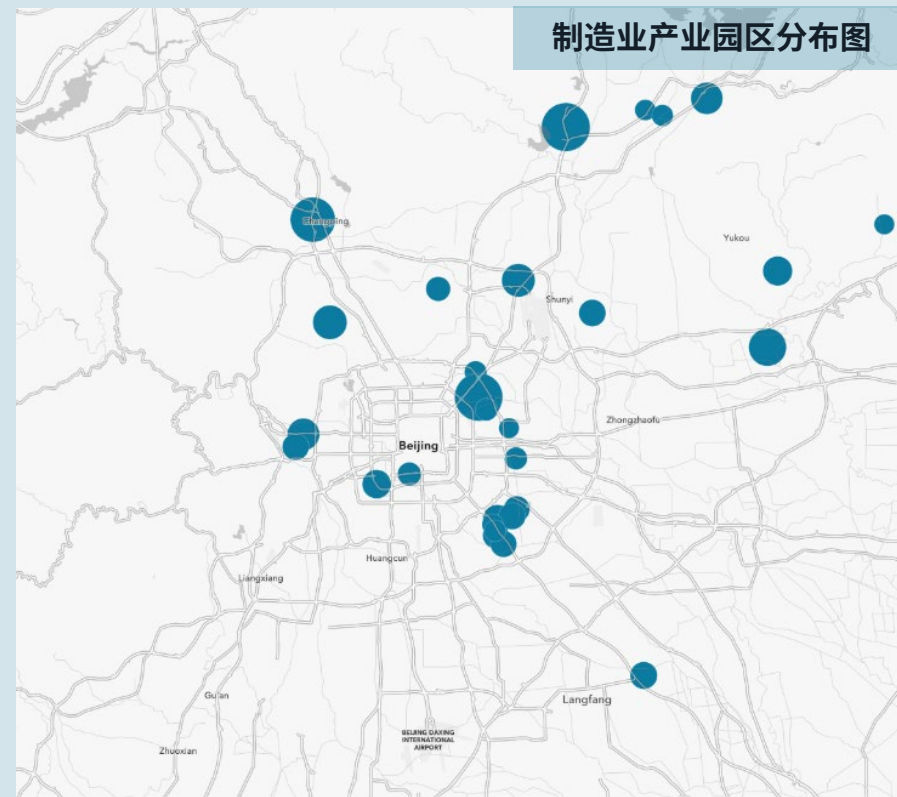 制造业产业园区分布图
Changping
Yukou
Shunyi
Zhongzhaofu
Beijing
Huangcun
Liangxiang
Gu'an
Langfang
BEIJING DAXING
INTERNATIONAL
AIRPORT
Zhuoxian